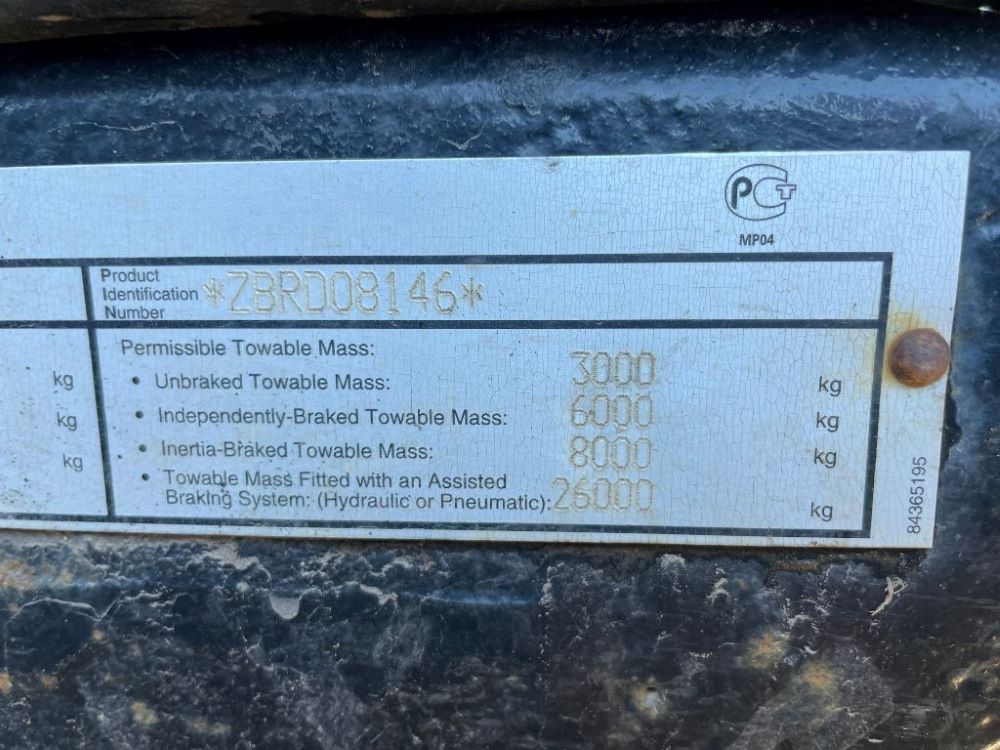 PCT
MP04
Product
Identification
Number
*ZBRD08146*
Permissible Towable Mass:
• Unbraked Towable Mass: 3000 kg
• Independently-Braked Towable Mass: 6000 kg
• Inertia-Braked Towable Mass: 8000 kg
• Towable Mass Fitted with an Assisted
Braking System: (Hydraulic or Pneumatic): 26000 kg
kg
kg
kg
84365195